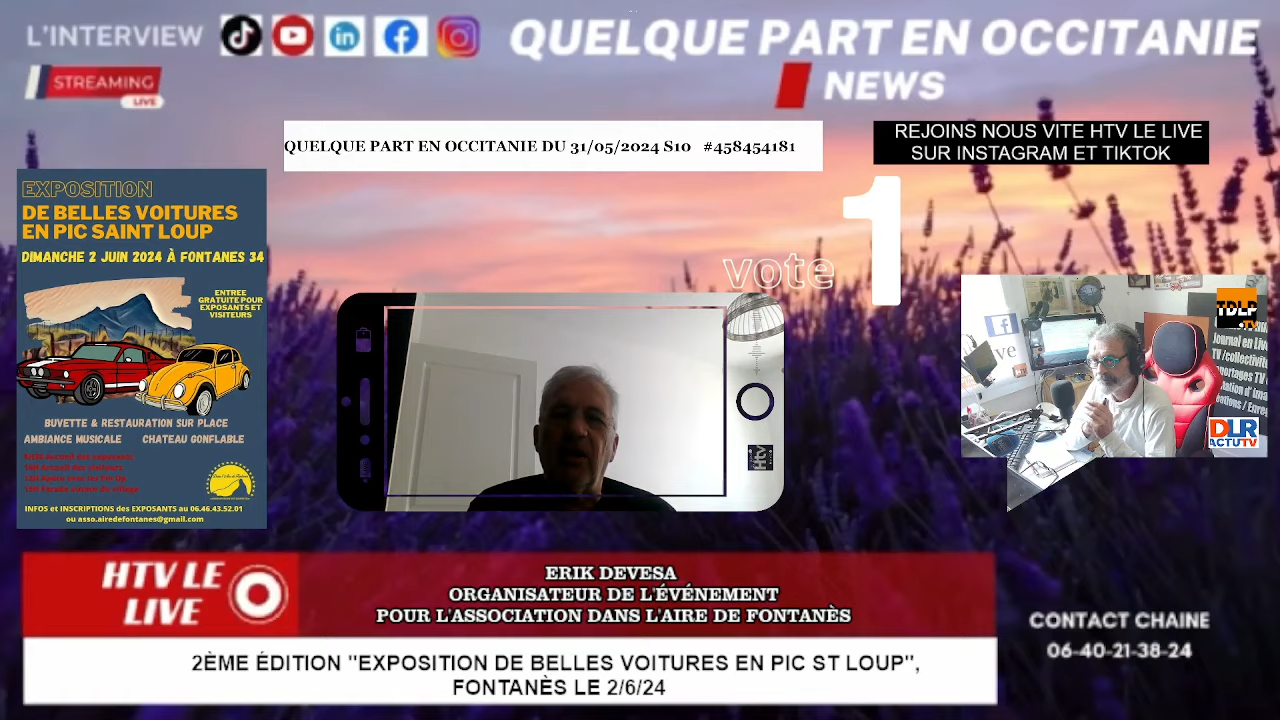 L'INTERVIEW
QUELQUE PART EN OCCITANIE
NEWS
STREAMING
LIVE
QUELQUE PART EN OCCITANIE DU 31/05/2024 S10 #458454181
REJOINS NOUS VITE HTV LE LIVE
SUR INSTAGRAM ET TIKTOK
EXPOSITION
DE BELLES VOITURES
EN PIC SAINT LOUP
DIMANCHE 2 JUIN 2024 À FONTANES 34
ENTREE
GRATUITE POUR
EXPOSANTS ET
VISITEURS
BUVETTE & RESTAURATION SUR PLACE
AMBIANCE MUSICALE CHATEAU GONFLABLE
INFOS et INSCRIPTIONS des EXPOSANTS au 06.46.43.52.01
ou asso.airedefontanes@gmail.com
vote
1
Htv
TDLP
.TV
Journal en Live
DLR
ACTUTV
HTV LE
LIVE
ERIK DEVESA
ORGANISATEUR DE L'ÉVÉNEMENT
POUR L'ASSOCIATION DANS L'AIRE DE FONTANÈS
2ÈME ÉDITION "EXPOSITION DE BELLES VOITURES EN PIC ST LOUP",
FONTANÈS LE 2/6/24
CONTACT CHAINE
06-40-21-38-24